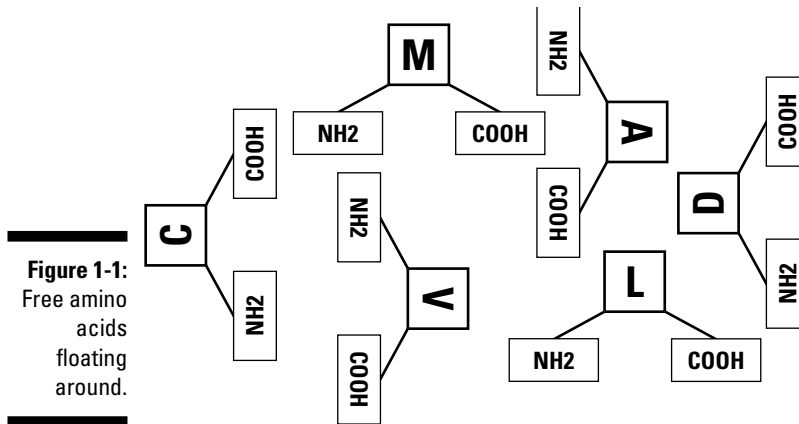 M
NH2
COOH
NH2
A
COOH
COOH
D
NH2
COOH
C
NH2
NH2
V
COOH
L
NH2
COOH
Figure 1-1:
Free amino
acids
floating
around.